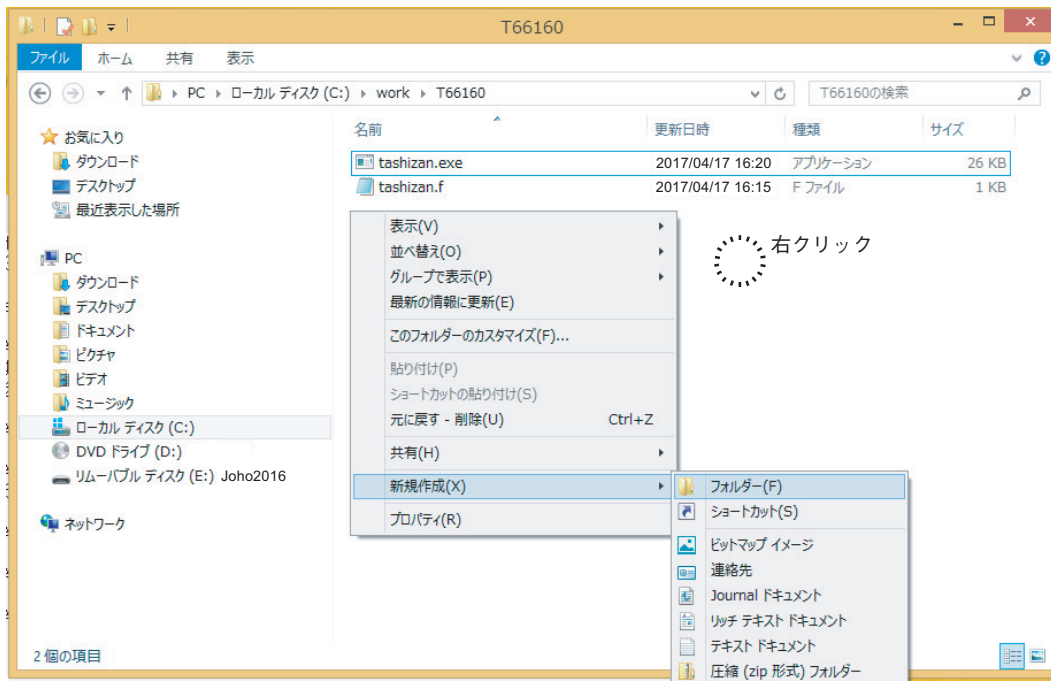 T66160
ファイル ホーム 共有 表示
PC ローカル ディスク (C:) work T66160 T66160の検索
お気に入り
ダウンロード
デスクトップ
最近表示した場所
PC
ダウンロード
デスクトップ
ドキュメント
ピクチャ
ビデオ
ミュージック
ローカル ディスク (C:)
DVD ドライブ (D:)
リムーバブル ディスク (E:) Joho2016
ネットワーク
名前 更新日時 種類 サイズ
tashizan.exe 2017/04/17 16:20 アプリケーション 26 KB
tashizan.f 2017/04/17 16:15 F ファイル 1 KB
右クリック
表示(V)
並べ替え(O)
グループで表示(P)
最新の情報に更新(E)
このフォルダーのカスタマイズ(F)...
貼り付け(P)
ショートカットの貼り付け(S)
元に戻す - 削除(U) Ctrl+Z
共有(H)
新規作成(X)
プロパティ(R)
フォルダー(F)
ショートカット(S)
ビットマップ イメージ
連絡先
Journal ドキュメント
リッチ テキスト ドキュメント
テキスト ドキュメント
圧縮 (zip 形式) フォルダー
2 個の項目